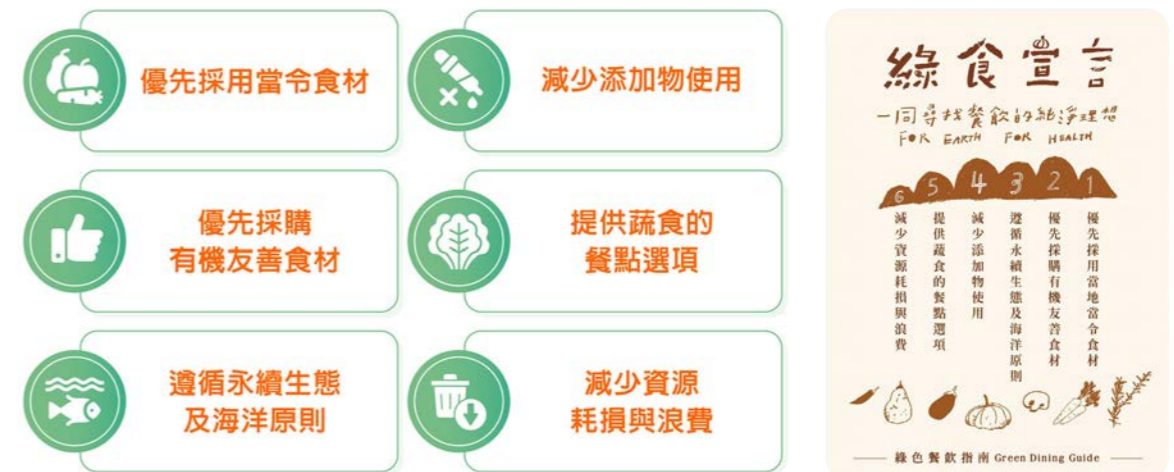 優先採用當令食材
減少添加物使用
優先採購
有機友善食材
提供蔬食的
餐點選項
遵循永續生態
及海洋原則
減少資源
耗損與浪費
綠食宣言
一同尋找餐飲的純淨理想
FOR EARTH FOR HEALTH
1
優先採用當地當令食材
2
優先採購有機友善食材
3
遵循永續生態及海洋原則
4
減少添加物使用
5
提供蔬食的餐點選項
6
減少資源耗損與浪費
綠色餐飲指南 Green Dining Guide